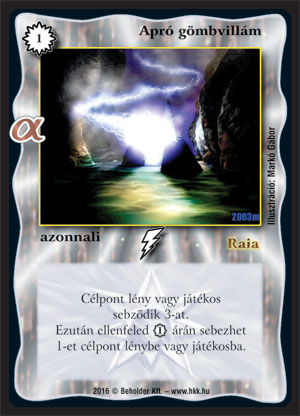 1
Apró gömbvillám
α
2003m
Illusztráció: Markó Gábor
azonnali
Raia
Célpont lény vagy játékos
sebződik 3-at.
Ezután ellenfeled 1 árán sebezhet
1-et célpont lénybe vagy játékosba.
2016 © Beholder Kft. – www.hkk.hu